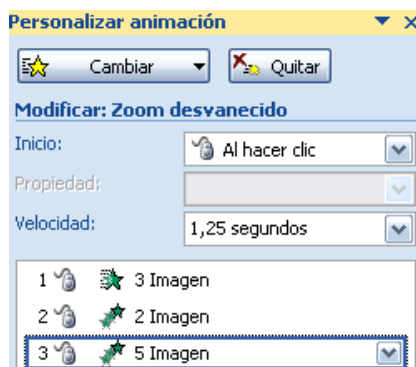 Personalizar animación
Cambiar Quitar
Modificar: Zoom desvanecido
Inicio: Al hacer clic
Propiedad:
Velocidad: 1,25 segundos
1 3 Imagen
2 2 Imagen
3 5 Imagen